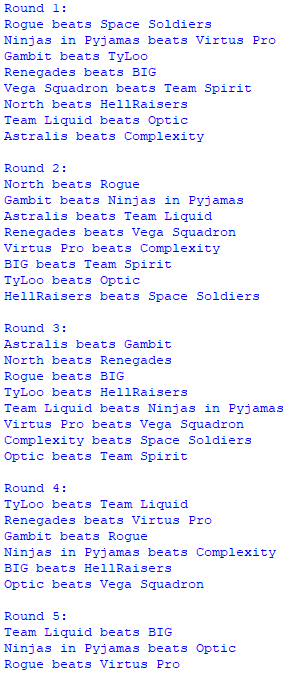 Round 1:
Rogue beats Space Soldiers
Ninjas in Pyjamas beats Virtus Pro
Gambit beats TyLoo
Renegades beats BIG
Vega Squadron beats Team Spirit
North beats HellRaisers
Team Liquid beats Optic
Astralis beats Complexity

Round 2:
North beats Rogue
Gambit beats Ninjas in Pyjamas
Astralis beats Team Liquid
Renegades beats Vega Squadron
Virtus Pro beats Complexity
BIG beats Team Spirit
TyLoo beats Optic
HellRaisers beats Space Soldiers

Round 3:
Astralis beats Gambit
North beats Renegades
Rogue beats BIG
TyLoo beats HellRaisers
Team Liquid beats Ninjas in Pyjamas
Virtus Pro beats Vega Squadron
Complexity beats Space Soldiers
Optic beats Team Spirit

Round 4:
TyLoo beats Team Liquid
Renegades beats Virtus Pro
Gambit beats Rogue
Ninjas in Pyjamas beats Complexity
BIG beats HellRaisers
Optic beats Vega Squadron

Round 5:
Team Liquid beats BIG
Ninjas in Pyjamas beats Optic
Rogue beats Virtus Pro